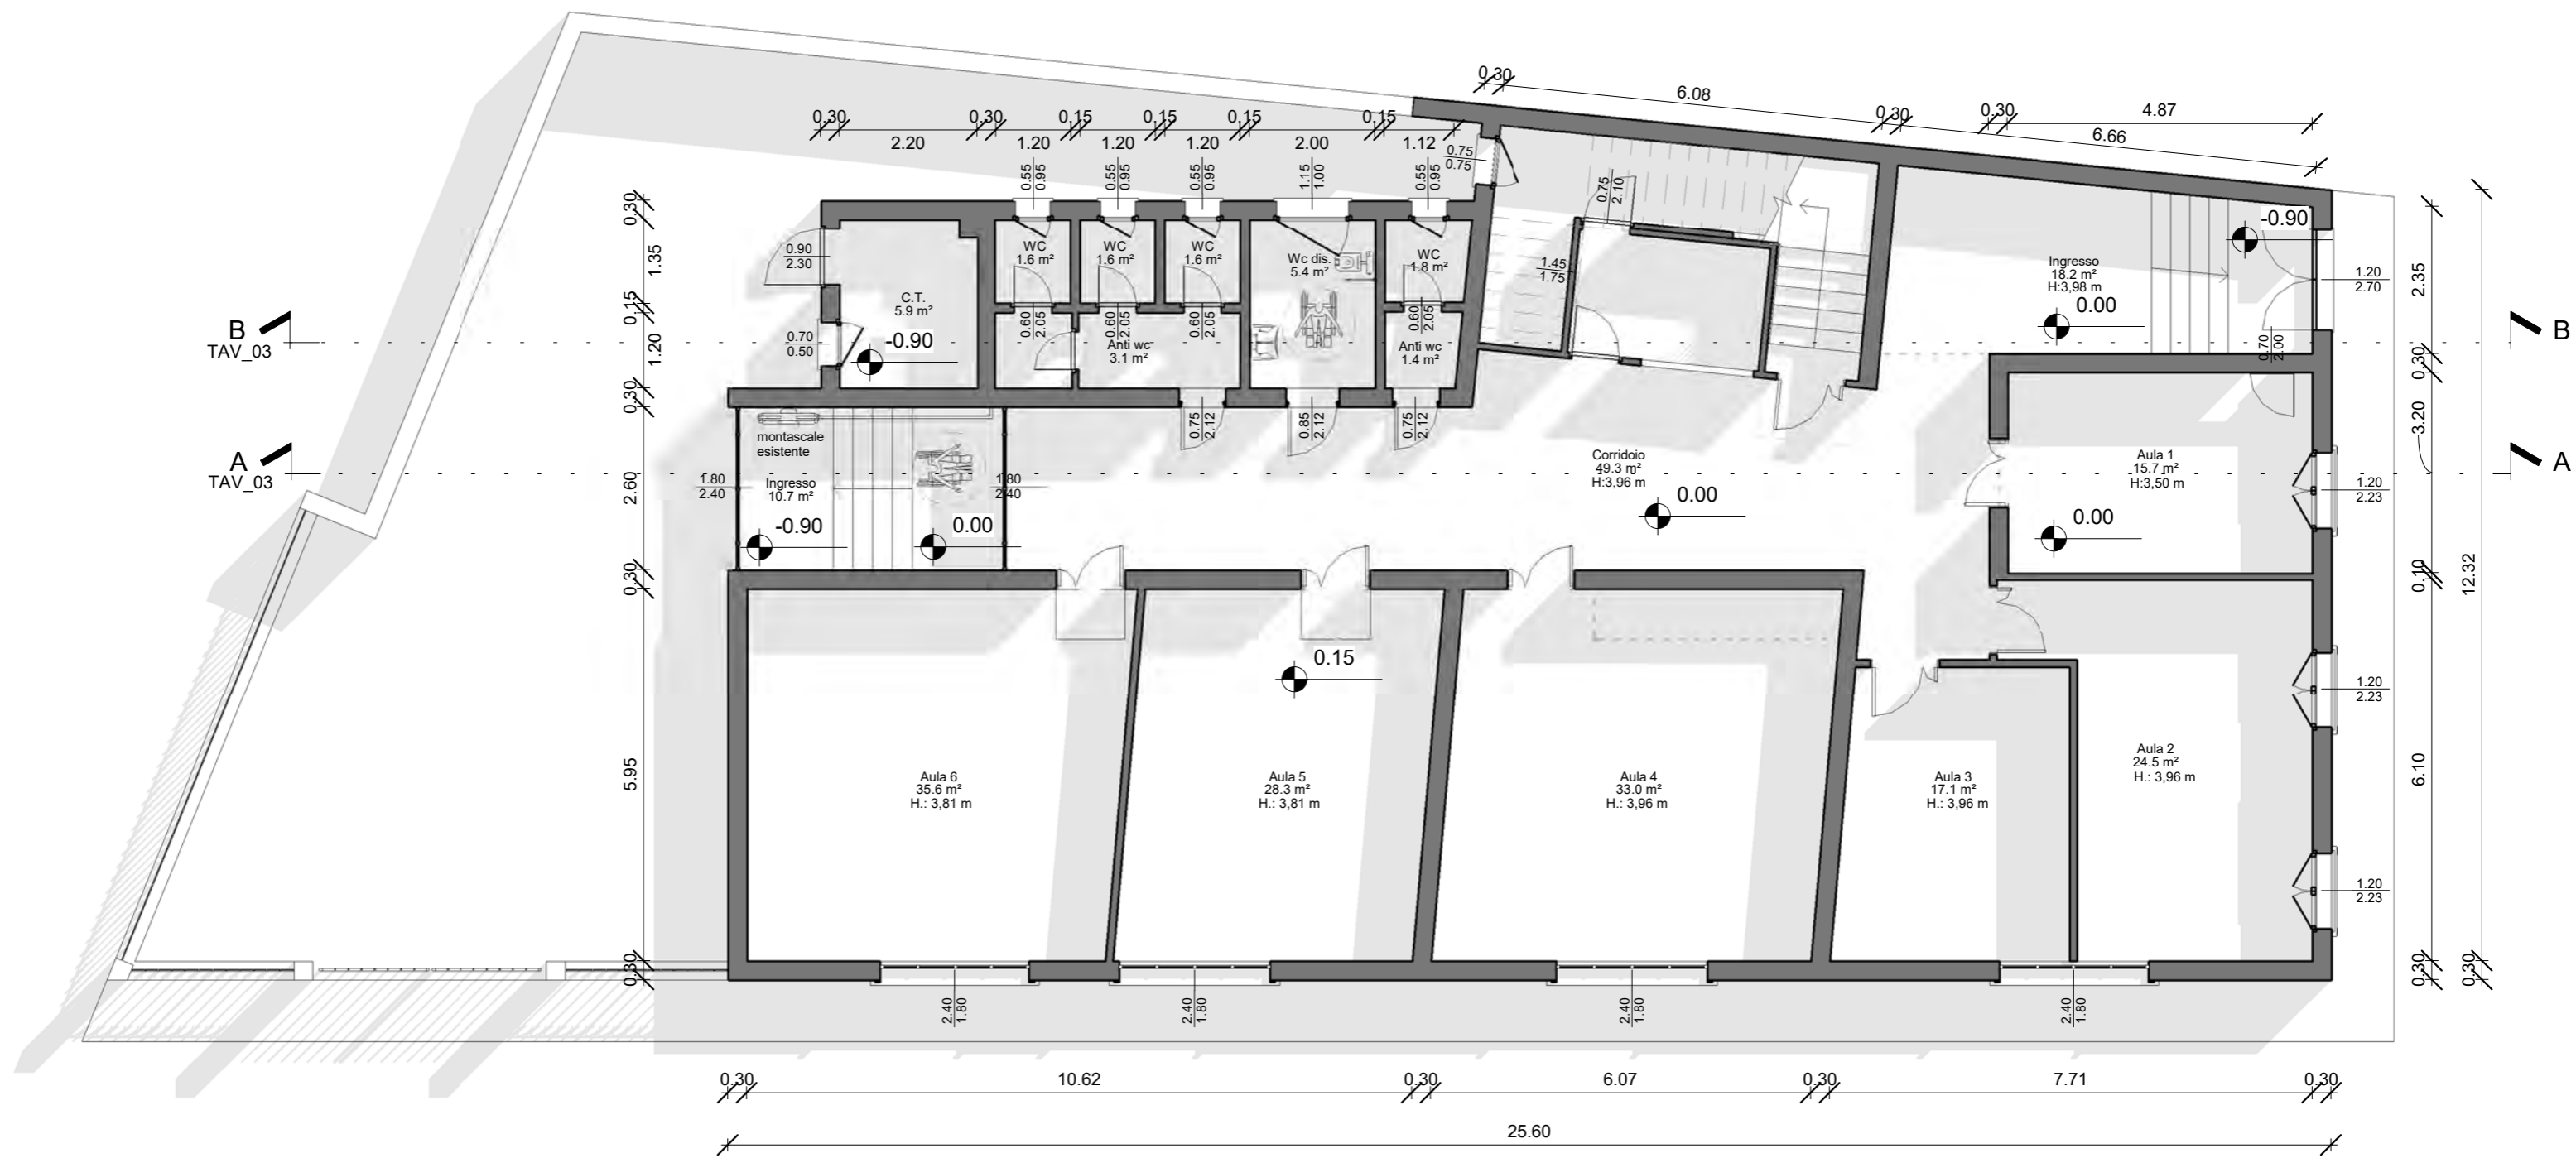 0.30
6.08
0.30
0.30
4.87
6.66
0.30
0.30
0.15
0.15
0.15
0.15
2.20
1.20
1.20
1.20
2.00
1.12
0.75
0.75
0.55
0.95
0.55
0.95
0.55
0.95
1.15
1.00
0.55
0.95
0.75
2.10
0.30
1.35
0.15
1.20
0.30
2.60
0.30
5.95
0.30
0.90
2.30
0.70
0.50
C.T.
5.9 m²
-0.90
WC
1.6 m²
WC
1.6 m²
WC
1.6 m²
Wc dis.
5.4 m²
WC
1.8 m²
0.60
2.05
0.60
2.05
0.60
2.05
0.60
2.05
Anti wc
3.1 m²
Anti wc
1.4 m²
1.45
1.75
Ingresso
18.2 m²
H:3,98 m
0.00
-0.90
1.20
2.70
0.70
2.00
2.35
0.30
3.20
0.10
6.10
0.30
12.32
0.30
B
TAV_03
B
A
TAV_03
A
montascale
esistente
Ingresso
10.7 m²
1.80
2.40
1.80
2.40
-0.90
0.00
0.75
2.12
0.85
2.12
0.75
2.12
Corridoio
49.3 m²
H:3,96 m
0.00
Aula 1
15.7 m²
H:3,50 m
0.00
1.20
2.23
1.20
2.23
1.20
2.23
0.15
Aula 6
35.6 m²
H.: 3,81 m
Aula 5
28.3 m²
H.: 3,81 m
Aula 4
33.0 m²
H.: 3,96 m
Aula 3
17.1 m²
H.: 3,96 m
Aula 2
24.5 m²
H.: 3,96 m
2.40
1.80
2.40
1.80
2.40
1.80
2.40
1.80
0.30
10.62
0.30
6.07
0.30
7.71
0.30
25.60